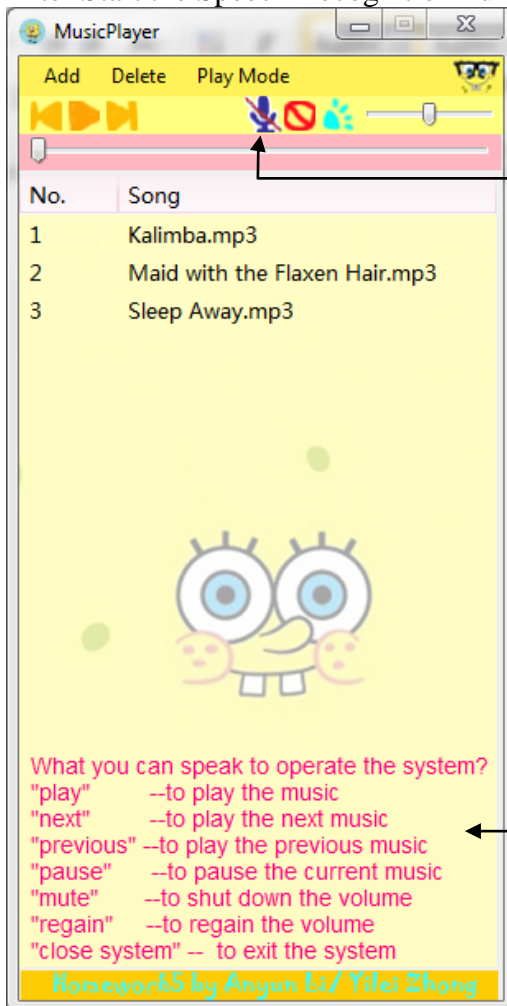 MusicPlayer
Add Delete Play Mode
No. Song
1 Kalimba.mp3
2 Maid with the Flaxen Hair.mp3
3 Sleep Away.mp3
What you can speak to operate the system?
"play" --to play the music
"next" --to play the next music
"previous" --to play the previous music
"pause" --to pause the current music
"mute" --to shut down the volume
"regain" --to regain the volume
"close system" -- to exit the system
Homework5 by Anyun Li/ Yilei Zhong